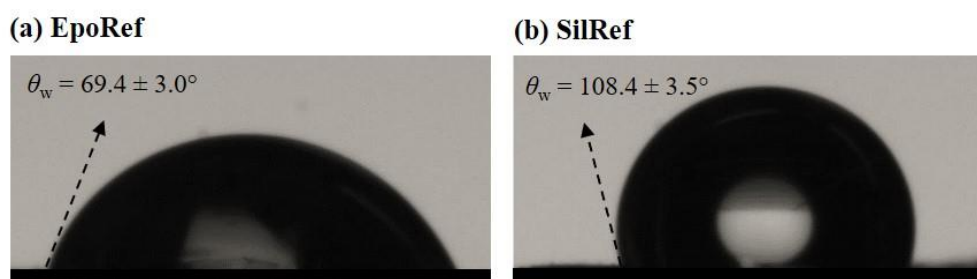 (a) EpoRef
(b) SilRef
θw = 69.4 ± 3.0°
θw = 108.4 ± 3.5°